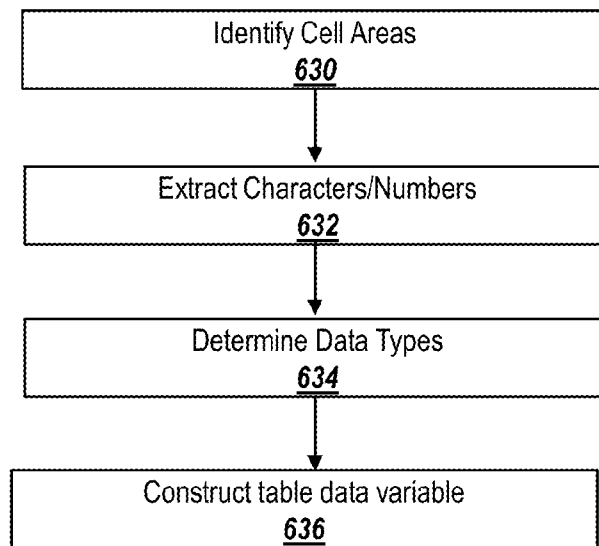 Identify Cell Areas
630
Extract Characters/Numbers
632
Determine Data Types
634
Construct table data variable
636